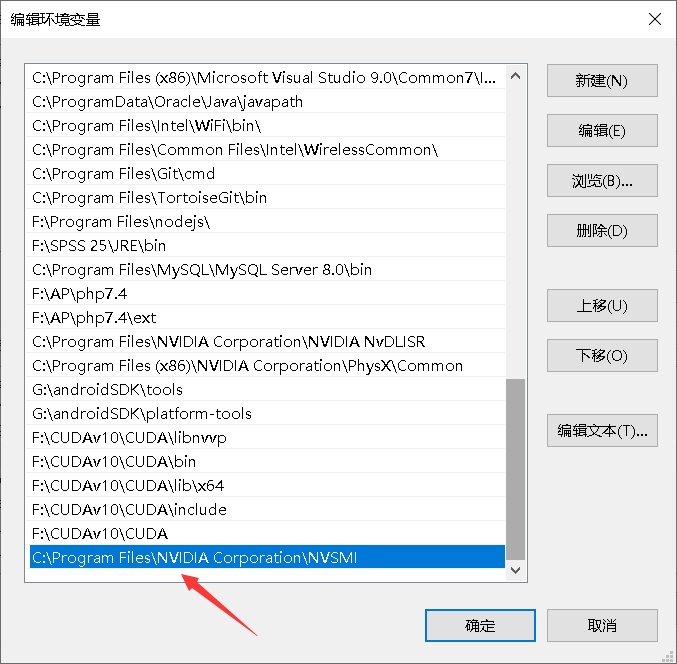 编辑环境变量
C:\Program Files (x86)\Microsoft Visual Studio 9.0\Common7\I...
C:\ProgramData\Oracle\Java\javapath
C:\Program Files\Intel\WiFi\bin\
C:\Program Files\Common Files\Intel\WirelessCommon\
C:\Program Files\Git\cmd
C:\Program Files\TortoiseGit\bin
F:\Program Files\nodejs\
F:\SPSS 25\JRE\bin
C:\Program Files\MySQL\MySQL Server 8.0\bin
F:\AP\php7.4
F:\AP\php7.4\ext
C:\Program Files\NVIDIA Corporation\NVIDIA NvDLISR
C:\Program Files (x86)\NVIDIA Corporation\PhysX\Common
G:\androidSDK\tools
G:\androidSDK\platform-tools
F:\CUDAv10\CUDA\libnvvp
F:\CUDAv10\CUDA\bin
F:\CUDAv10\CUDA\lib\x64
F:\CUDAv10\CUDA\include
F:\CUDAv10\CUDA
C:\Program Files\NVIDIA Corporation\NVSMI
新建(N)
编辑(E)
浏览(B)...
删除(D)
上移(U)
下移(O)
编辑文本(T)...
确定
取消